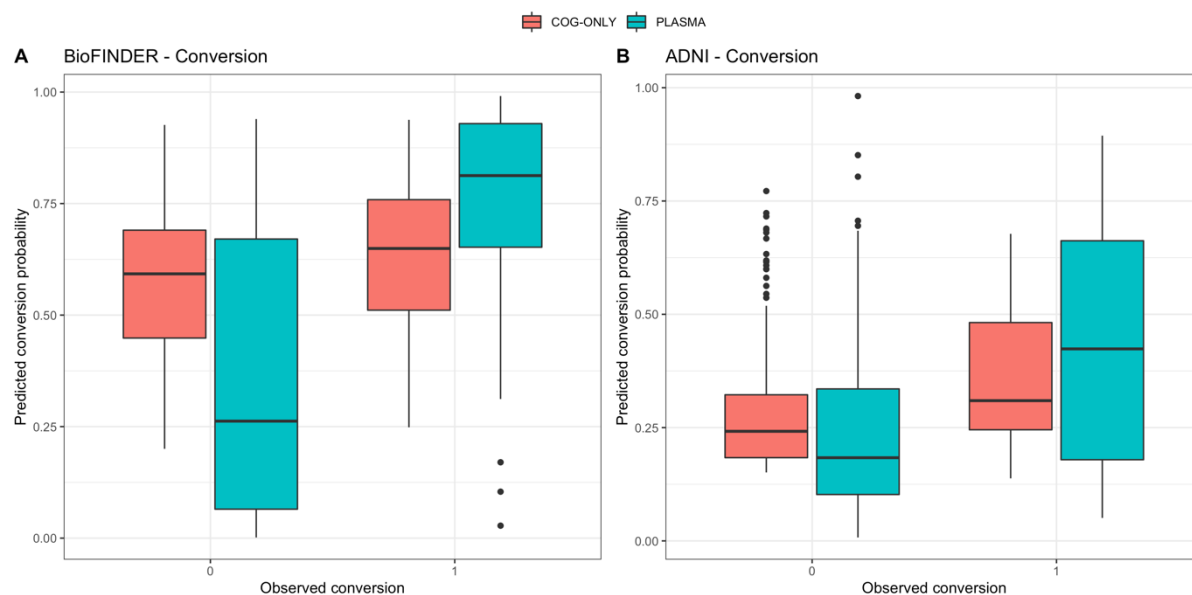 COG-ONLY PLASMA
A BioFINDER - Conversion
1.00
0.75
0.50
0.25
0.00
Predicted conversion probability
0 1
Observed conversion
B ADNI - Conversion
1.00
0.75
0.50
0.25
0.00
Predicted conversion probability
0 1
Observed conversion